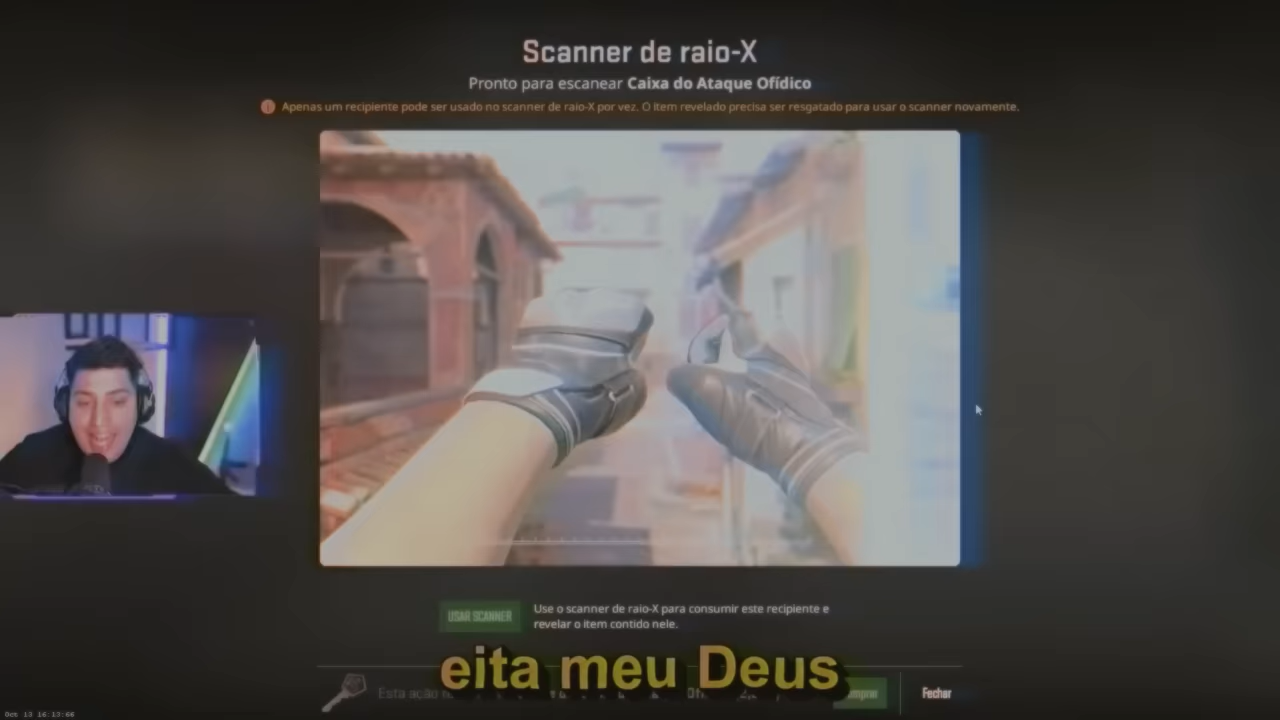 Scanner de raio-X
Pronto para escanear Caixa do Ataque Ofídico
Apenas um recipiente pode ser usado no scanner de raio-X por vez. O item revelado precisa ser resgatado para usar o scanner novamente.
USAR SCANNER
Use o scanner de raio-X para consumir este recipiente e
revelar o item contido nele.
eita meu Deus
Esta ação
Fechar